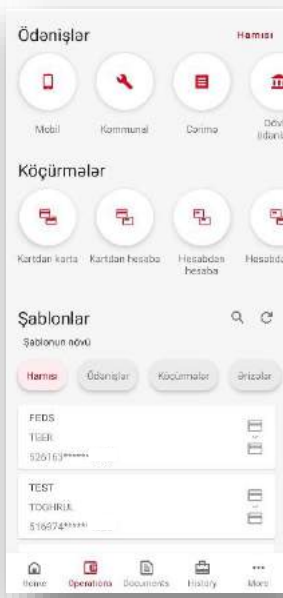 Ödənişlər Hamısı
Mobil Kommunal Cərimə
Köçürmələr
Kartdan karta Kartdan hesaba Hesabdan
hesaba
Şablonlar
Şablonun növü
Hamısı Ödənişlər Köçürmələr Ərizələr
FEDS
526163******
TEST
TOGHRUL
516974******
Home Operations Documents History More